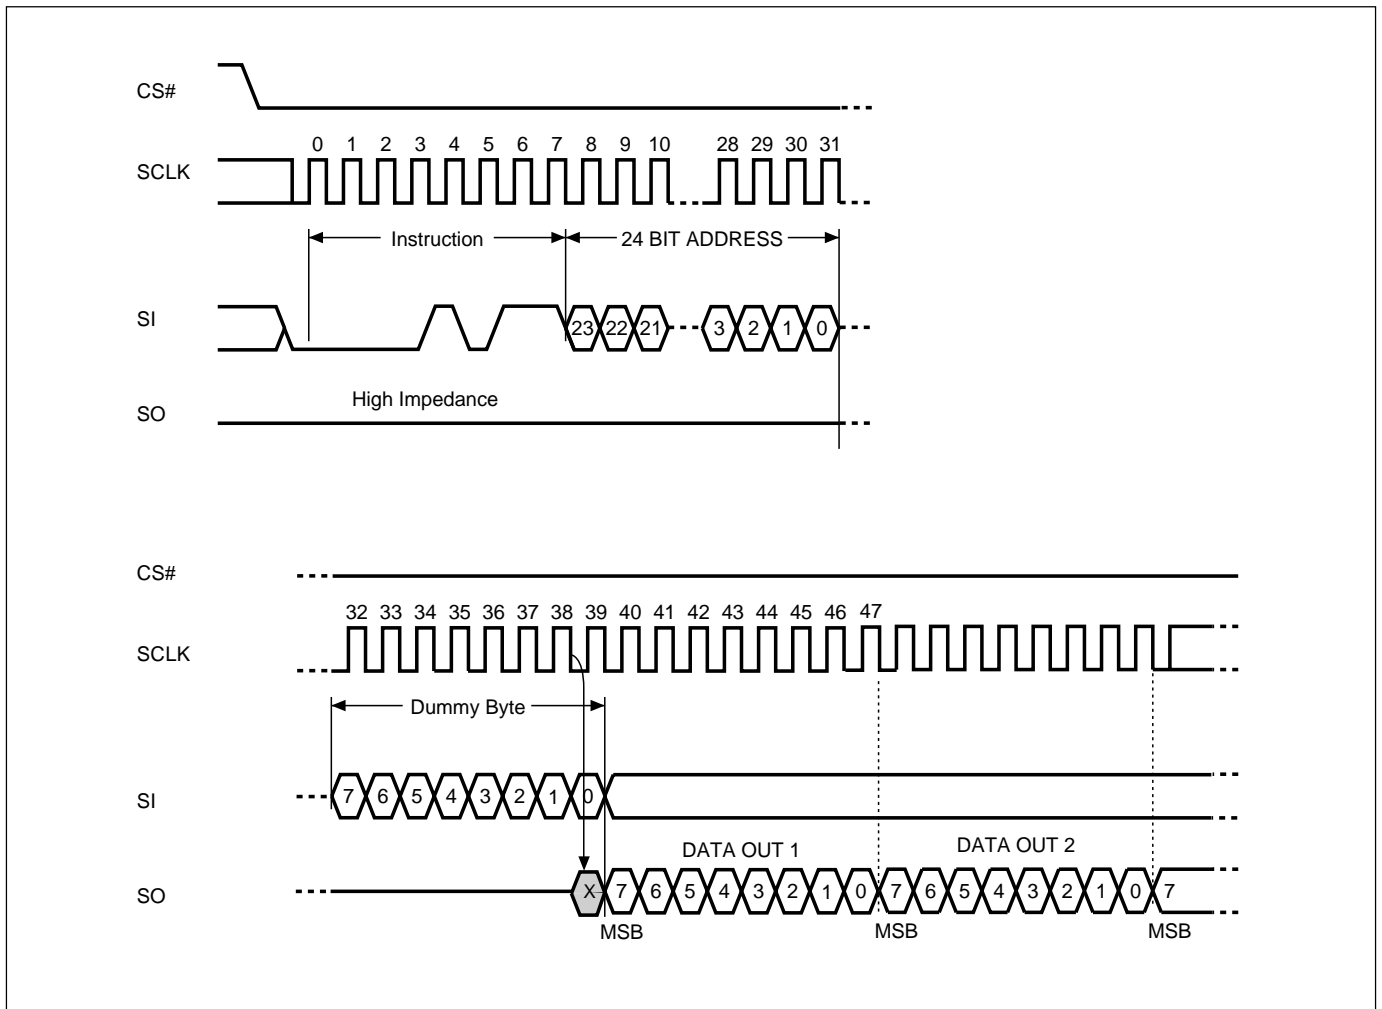 CS#
0 1 2 3 4 5 6 7 8 9 10 28 29 30 31
SCLK
Instruction 24 BIT ADDRESS
SI
23 22 21 3 2 1 0
High Impedance
SO
CS#
32 33 34 35 36 37 38 39 40 41 42 43 44 45 46 47
SCLK
Dummy Byte
SI
7 6 5 4 3 2 1 0
DATA OUT 1 DATA OUT 2
SO
X 7 6 5 4 3 2 1 0 7 6 5 4 3 2 1 0 7
MSB MSB MSB